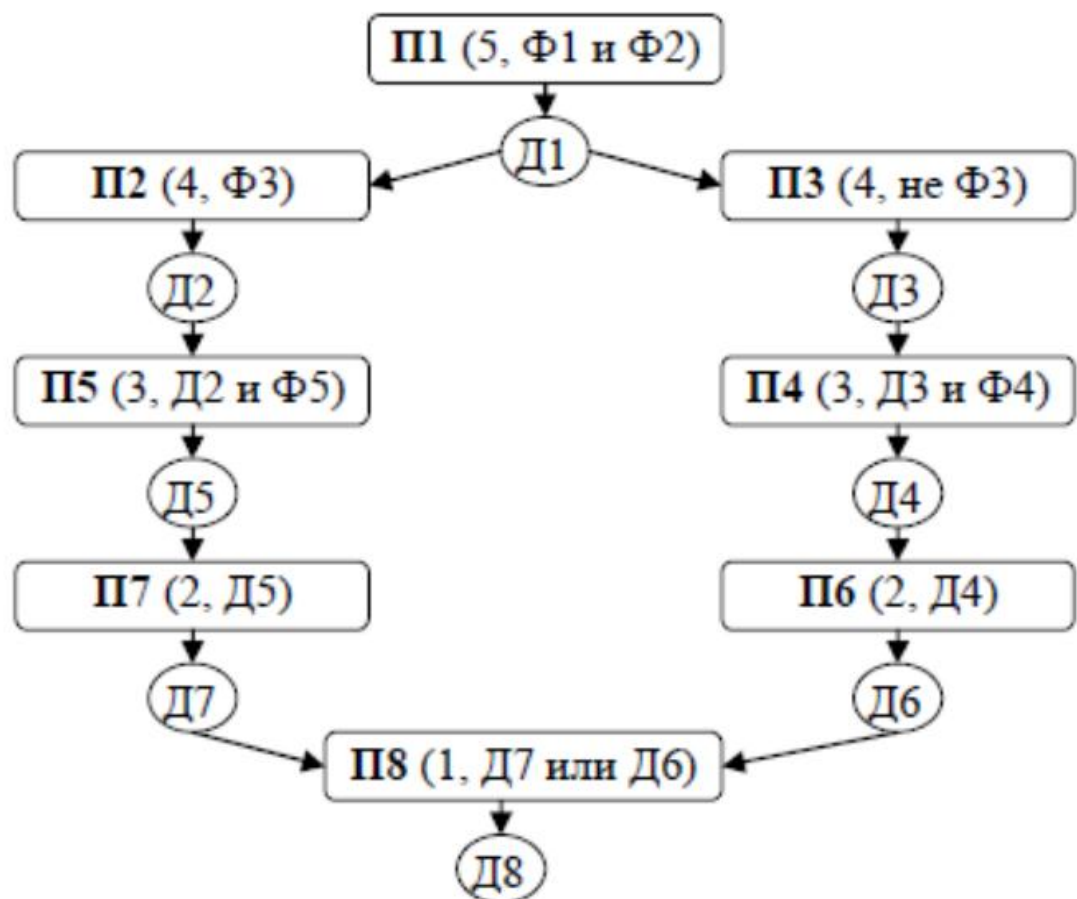 П1 (5, Ф1 и Ф2)
Д1
П2 (4, Ф3)
П3 (4, не Ф3)
Д2
Д3
П5 (3, Д2 и Ф5)
П4 (3, Д3 и Ф4)
Д5
Д4
П7 (2, Д5)
П6 (2, Д4)
Д7
Д6
П8 (1, Д7 или Д6)
Д8